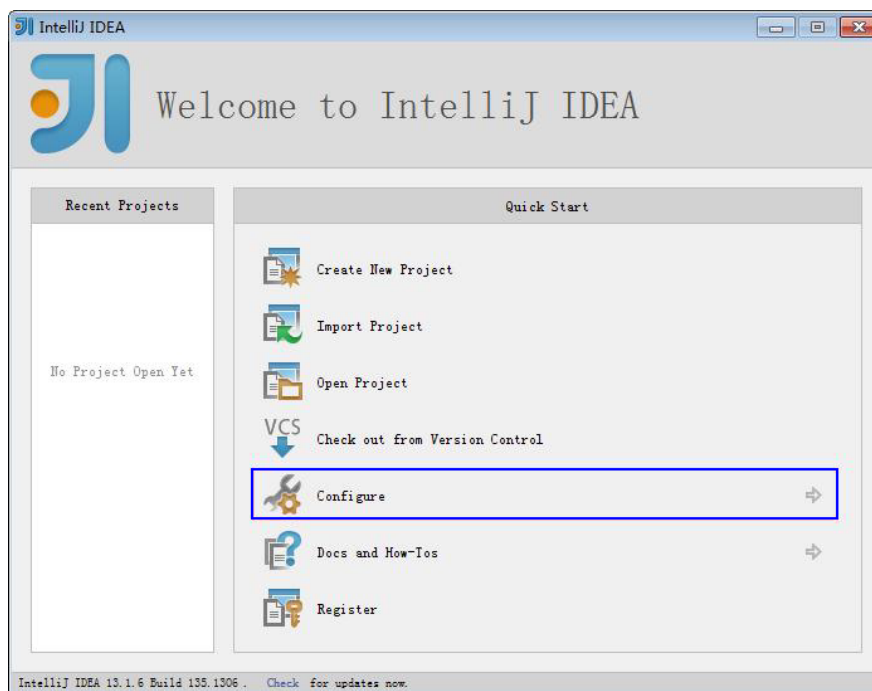 IntelliJ IDEA
Welcome to IntelliJ IDEA
Recent Projects
No Project Open Yet
Quick Start
Create New Project
Import Project
Open Project
VCS
Check out from Version Control
Configure
Docs and How-Tos
Register
IntelliJ IDEA 13.1.6 Build 135.1306 . Check for updates now.